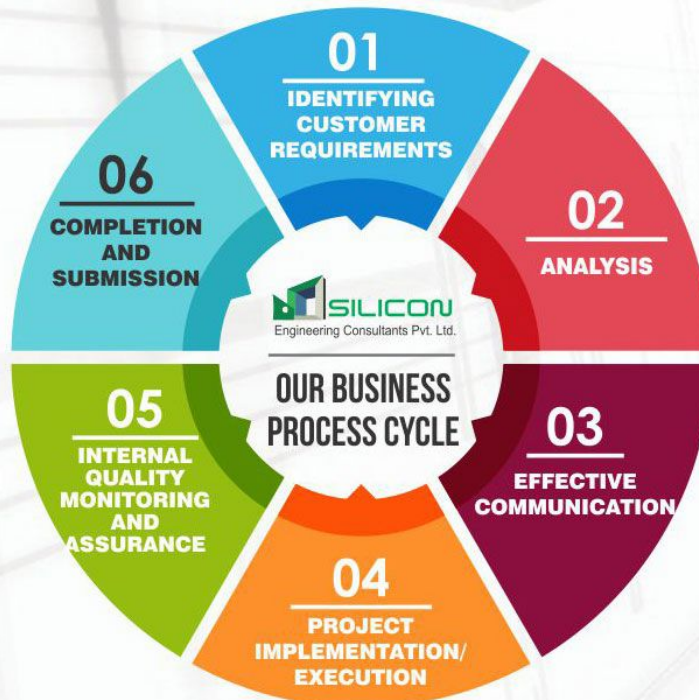 01
IDENTIFYING
CUSTOMER
REQUIREMENTS
02
ANALYSIS
03
EFFECTIVE
COMMUNICATION
04
PROJECT
IMPLEMENTATION/
EXECUTION
05
INTERNAL
QUALITY
MONITORING
AND
ASSURANCE
06
COMPLETION
AND
SUBMISSION
SILICON
Engineering Consultants Pvt. Ltd.
OUR BUSINESS
PROCESS CYCLE